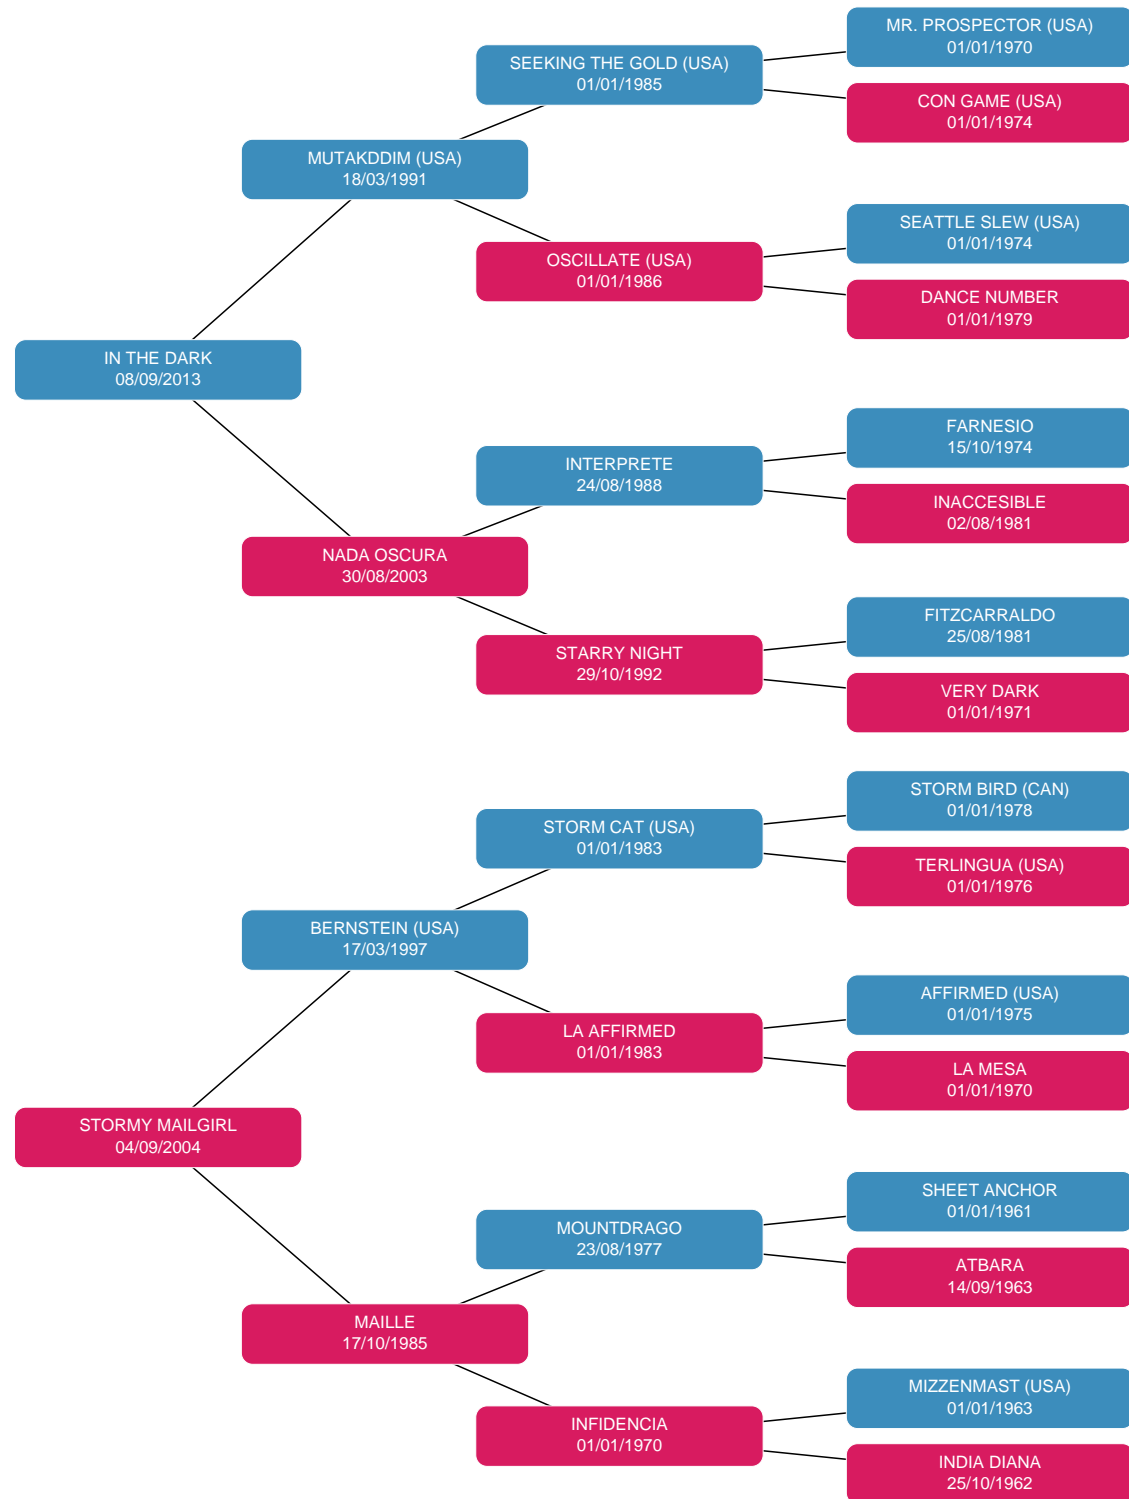 MR. PROSPECTOR (USA)
01/01/1970
SEEKING THE GOLD (USA)
01/01/1985
CON GAME (USA)
01/01/1974
MUTAKDDIM (USA)
18/03/1991
SEATTLE SLEW (USA)
01/01/1974
OSCILLATE (USA)
01/01/1986
DANCE NUMBER
01/01/1979
IN THE DARK
08/09/2013
FARNESIO
15/10/1974
INTERPRETE
24/08/1988
INACCESIBLE
02/08/1981
NADA OSCURA
30/08/2003
FITZCARRALDO
25/08/1981
STARRY NIGHT
29/10/1992
VERY DARK
01/01/1971
STORM BIRD (CAN)
01/01/1978
STORM CAT (USA)
01/01/1983
TERLINGUA (USA)
01/01/1976
BERNSTEIN (USA)
17/03/1997
AFFIRMED (USA)
01/01/1975
LA AFFIRMED
01/01/1983
LA MESA
01/01/1970
STORMY MAILGIRL
04/09/2004
SHEET ANCHOR
01/01/1961
MOUNTDRAGO
23/08/1977
ATBARA
14/09/1963
MAILLE
17/10/1985
MIZZENMAST (USA)
01/01/1963
INFIDENCIA
01/01/1970
INDIA DIANA
25/10/1962